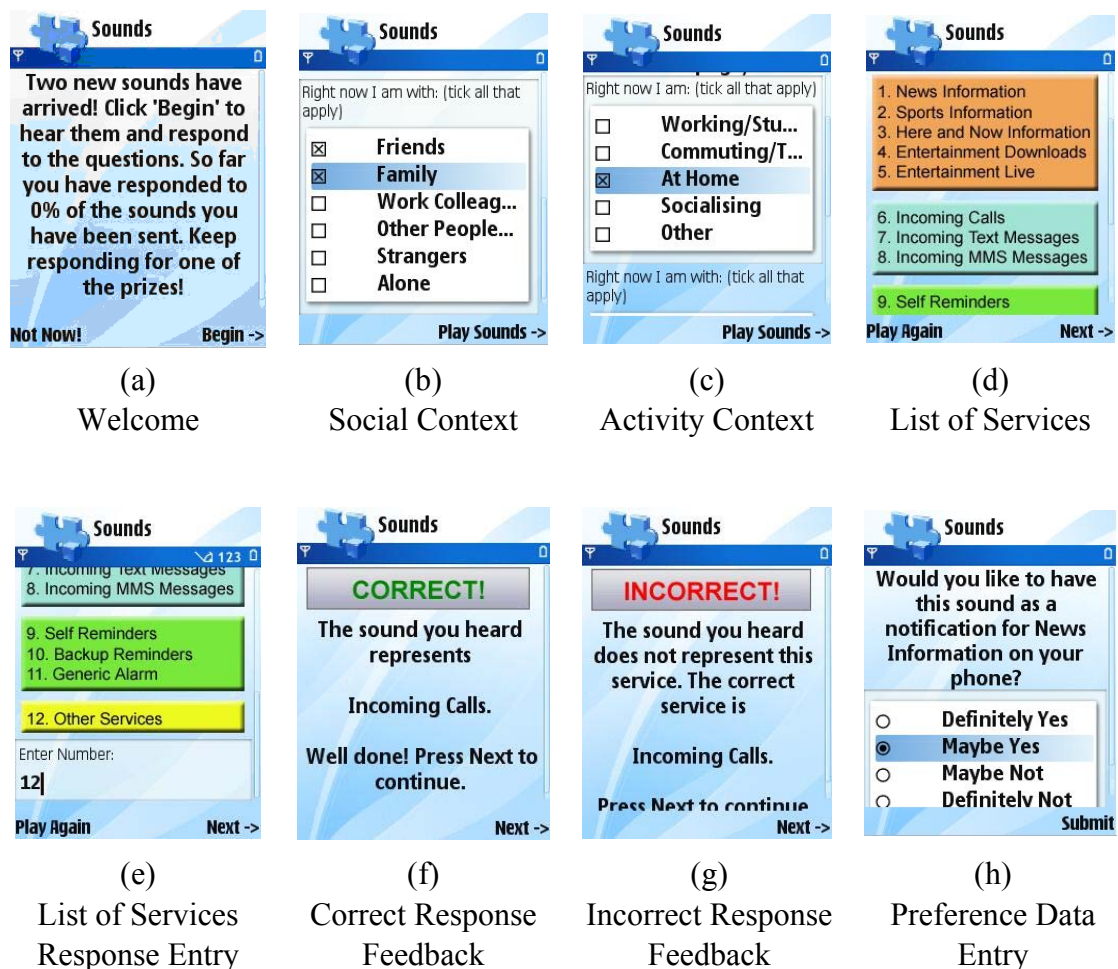 Sounds
Two new sounds have
arrived! Click 'Begin' to
hear them and respond
to the questions. So far
you have responded to
0% of the sounds you
have been sent. Keep
responding for one of
the prizes!
Not Now! Begin ->
(a)
Welcome
Sounds
Right now I am with: (tick all that
apply)
Friends
Family
Work Colleag...
Other People...
Strangers
Alone
Play Sounds ->
(b)
Social Context
Sounds
Right now I am: (tick all that apply)
Working/Stu...
Commuting/T...
At Home
Socialising
Other
Right now I am with: (tick all that
apply)
Play Sounds ->
(c)
Activity Context
Sounds
1. News Information
2. Sports Information
3. Here and Now Information
4. Entertainment Downloads
5. Entertainment Live
6. Incoming Calls
7. Incoming Text Messages
8. Incoming MMS Messages
9. Self Reminders
Play Again Next ->
(d)
List of Services
Sounds
123
7. Incoming Text Messages
8. Incoming MMS Messages
9. Self Reminders
10. Backup Reminders
11. Generic Alarm
12. Other Services
Enter Number:
12
Play Again Next ->
(e)
List of Services
Response Entry
Sounds
CORRECT!
The sound you heard
represents
Incoming Calls.
Well done! Press Next to
continue.
Next ->
(f)
Correct Response
Feedback
Sounds
INCORRECT!
The sound you heard
does not represent this
service. The correct
service is
Incoming Calls.
Press Next to continue
Next ->
(g)
Incorrect Response
Feedback
Sounds
Would you like to have
this sound as a
notification for News
Information on your
phone?
Definitely Yes
Maybe Yes
Maybe Not
Definitely Not
Submit
(h)
Preference Data
Entry